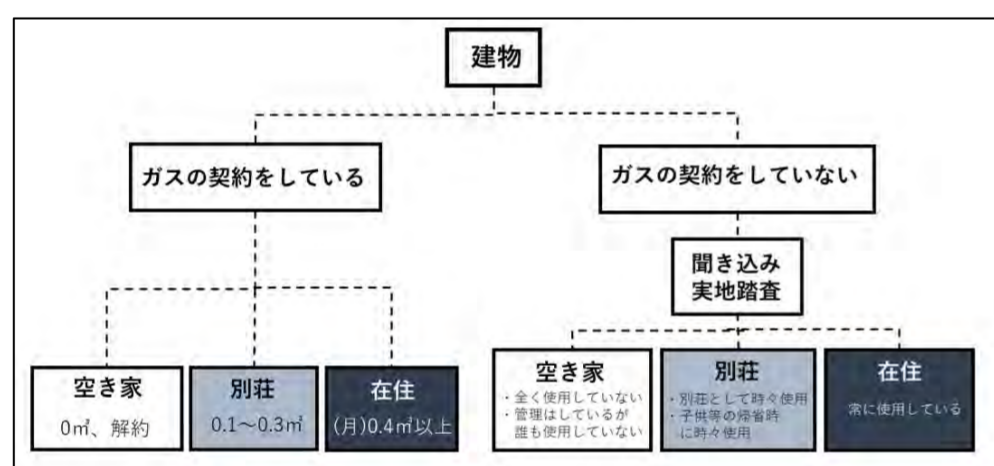 建物
ガスの契約をしている
ガスの契約をしていない
聞き込み
実地踏査
空き家
0㎥、解約
別荘
0.1～0.3㎥
在住
(月)0.4㎥以上
空き家
・全く使用していない
・管理はしているが
誰も使用していない
別荘
・別荘として時々使用
・子供等の帰省時
に時々使用
在住
常に使用している